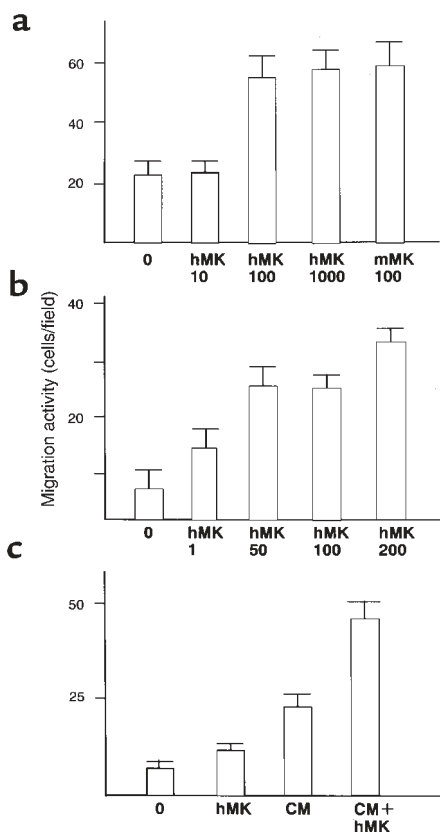 a
60
40
20
0 hMK hMK hMK mMK
10 100 1000 100
b
Migration activity (cells/field)
40
20
0 hMK hMK hMK hMK
1 50 100 200
c
50
25
0 hMK CM CM +
hMK